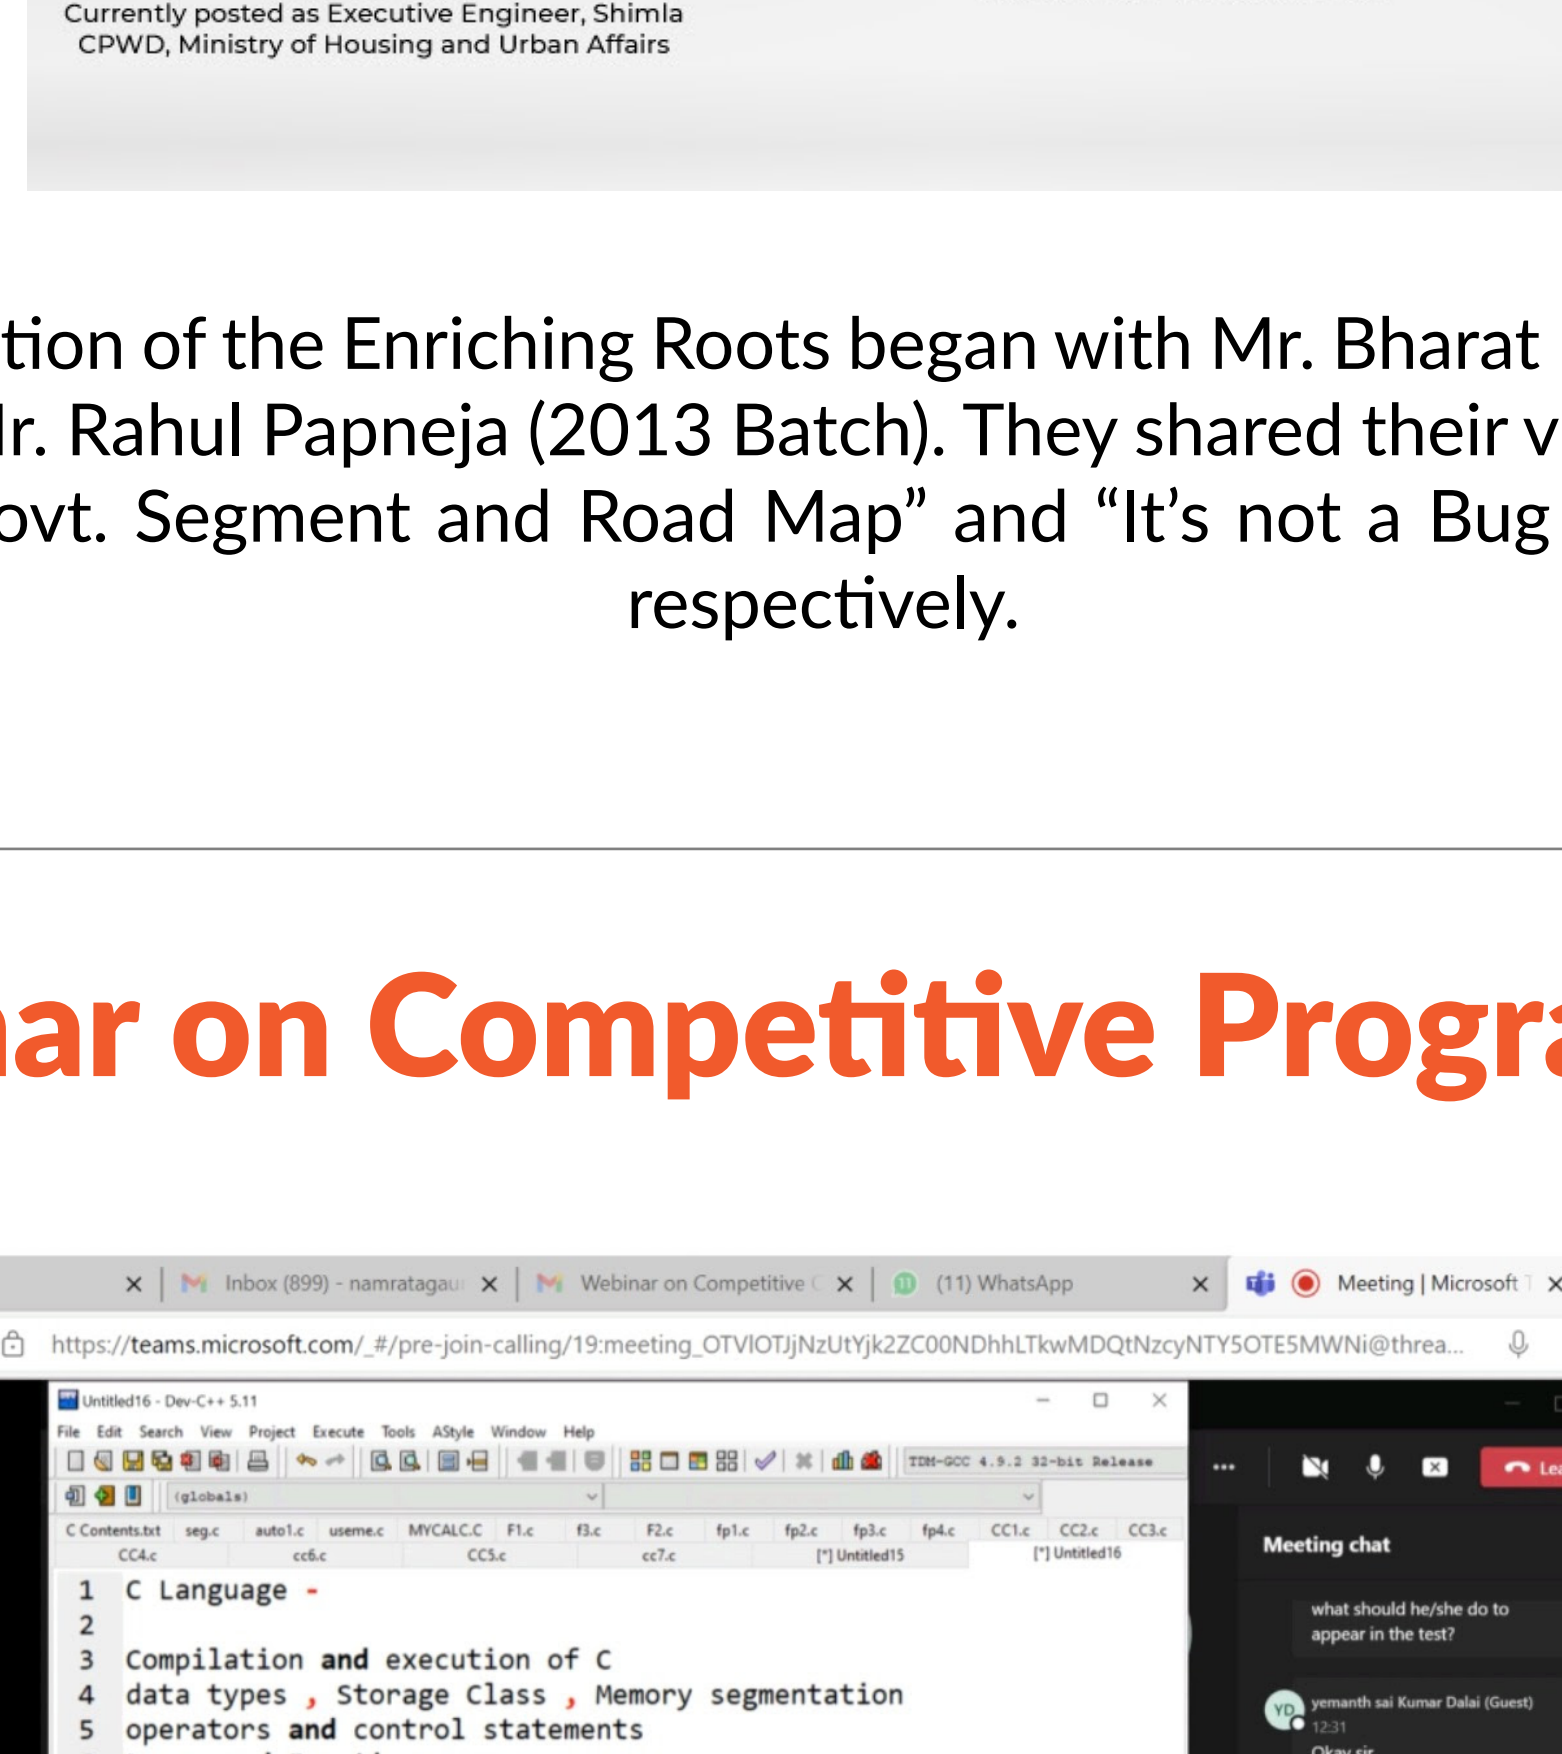 Currently posted as Executive Engineer, Shimla
CPWD, Ministry of Housing and Urban Affairs
tion of the Enriching Roots began with Mr. Bharat
r. Rahul Papneja (2013 Batch). They shared their v
ovt. Segment and Road Map” and “It’s not a Bug
respectively.
ar on Competitive Progra
Inbox (899) - namratagau Webinar on Competitive C (11) WhatsApp Meeting | Microsoft T
https://teams.microsoft.com/_#/pre-join-calling/19:meeting_OTVlOTJjNzUtYjk2ZC00NDhhLTkwMDQtNzcyNTY5OTE5MWNi@threa...
Untitled16 - Dev-C++ 5.11
File Edit Search View Project Execute Tools AStyle Window Help
TDM-GCC 4.9.2 32-bit Release
Lea
(globals)
C Contents.txt seg.c auto1.c useme.c MYCALC.C F1.c f3.c F2.c fp1.c fp2.c fp3.c fp4.c CC1.c CC2.c CC3.c
CC4.c cc6.c CC5.c cc7.c [*] Untitled15 [*] Untitled16
1 C Language -
2
3 Compilation and execution of C
4 data types , Storage Class , Memory segmentation
5 operators and control statements
Meeting chat
what should he/she do to
appear in the test?
YD yemanth sai Kumar Dalai (Guest)
12:31
Okay sir